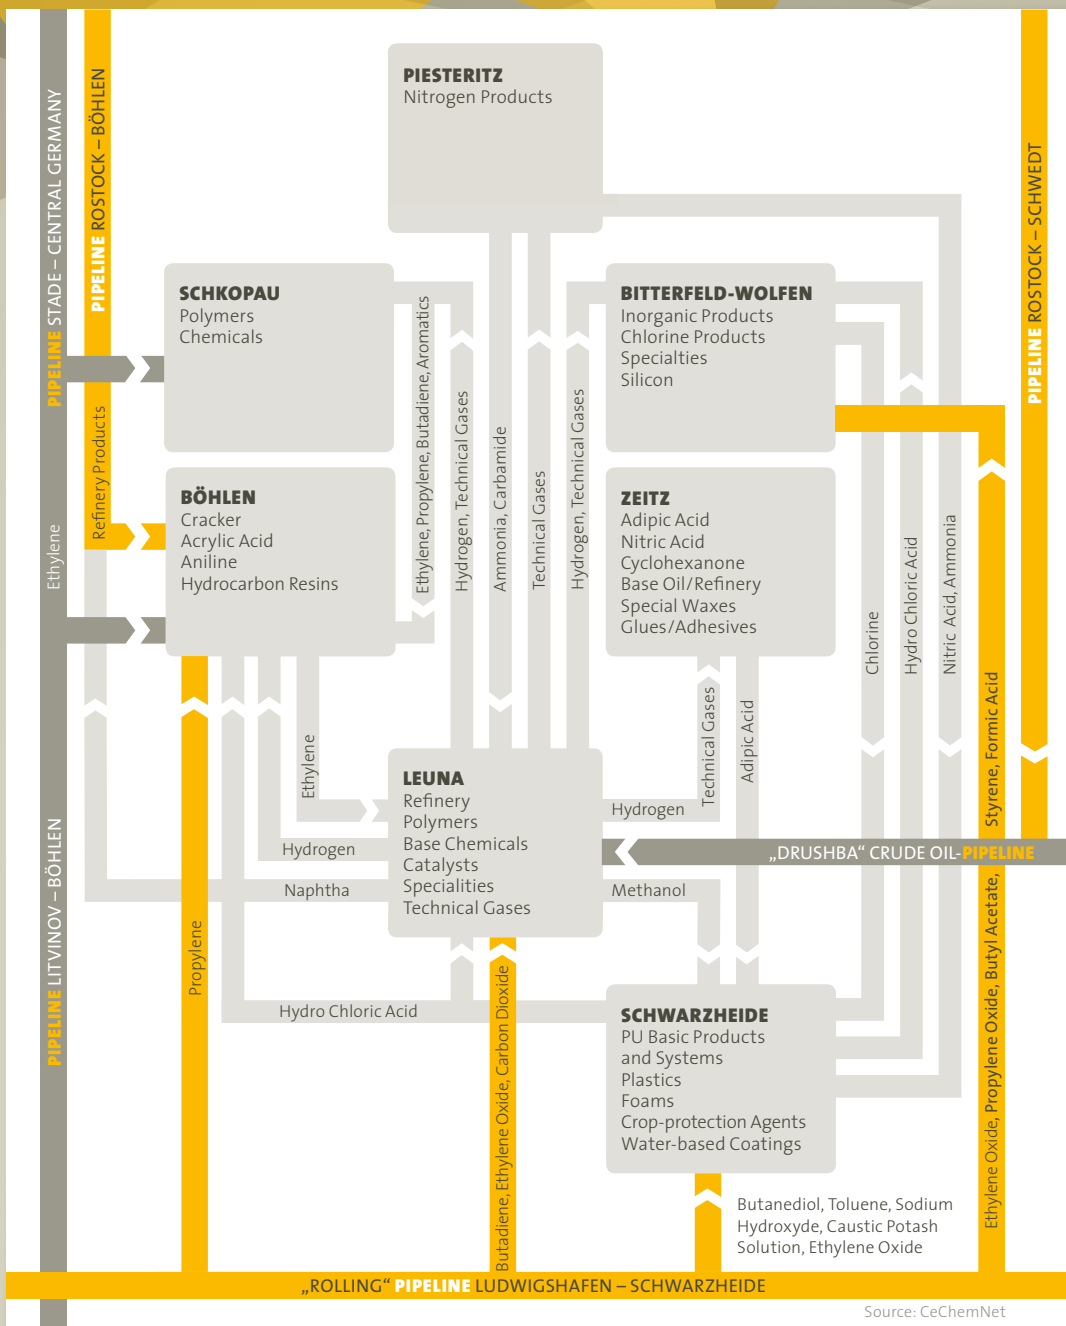 PIPELINE STADE – CENTRAL GERMANY
PIPELINE ROSTOCK – BÖHLEN
PIESTERITZ
Nitrogen Products
PIPELINE ROSTOCK – SCHWEDT
SCHKOPAU
Polymers
Chemicals
BITTERFELD-WOLFEN
Inorganic Products
Chlorine Products
Specialties
Silicon
Refinery Products
Ethylene
BÖHLEN
Cracker
Acrylic Acid
Aniline
Hydrocarbon Resins
Ethylene, Propylene, Butadiene, Aromatics
Hydrogen, Technical Gases
Ammonia, Carbamide
Technical Gases
Hydrogen, Technical Gases
ZEITZ
Adipic Acid
Nitric Acid
Cyclohexanone
Base Oil/Refinery
Special Waxes
Glues/Adhesives
Chlorine
Hydro Chloric Acid
Nitric Acid, Ammonia
Ethylene
LEUNA
Refinery
Polymers
Base Chemicals
Catalysts
Specialities
Technical Gases
Hydrogen
Technical Gases
Adipic Acid
„DRUSHBA“ CRUDE OIL-PIPELINE
Hydrogen
Naphtha
Methanol
PIPELINE LITVINOV – BÖHLEN
Propylene
Hydro Chloric Acid
Butadiene, Ethylene Oxide, Carbon Dioxide
SCHWARZHEIDE
PU Basic Products
and Systems
Plastics
Foams
Crop-protection Agents
Water-based Coatings
Ethylene Oxide, Propylene Oxide, Butyl Acetate, Styrene, Formic Acid
Butanediol, Toluene, Sodium
Hydroxyde, Caustic Potash
Solution, Ethylene Oxide
„ROLLING“ PIPELINE LUDWIGSHAFEN – SCHWARZHEIDE
Source: CeChemNet